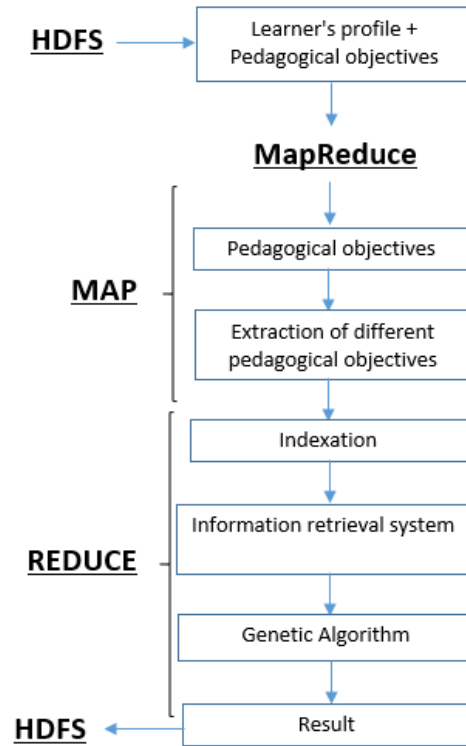 HDFS
Learner's profile +
Pedagogical objectives
MapReduce
MAP
Pedagogical objectives
Extraction of different
pedagogical objectives
REDUCE
Indexation
Information retrieval system
Genetic Algorithm
Result
HDFS